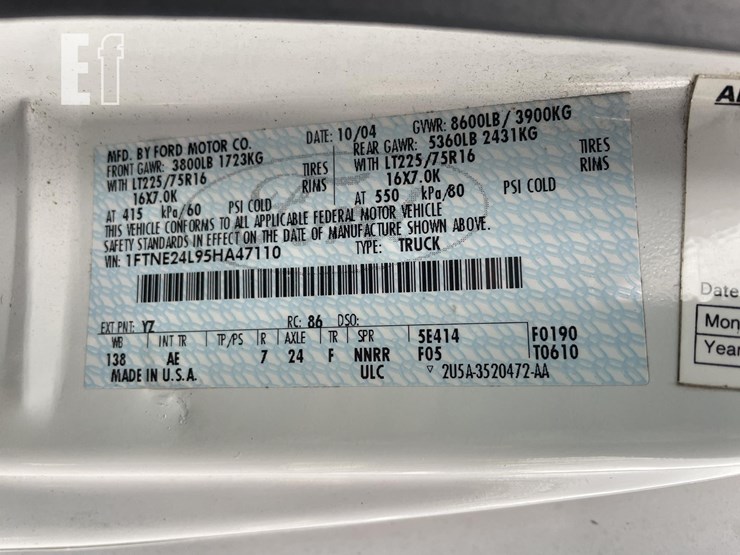 Ef
MFD. BY FORD MOTOR CO. DATE: 10/04 GVWR: 8600LB / 3900KG
FRONT GAWR: 3800LB 1723KG REAR GAWR: 5360LB 2431KG
WITH LT225/75R16 TIRES WITH LT225/75R16 TIRES
16X7.0K RIMS 16X7.0K RIMS
AT 415 kPa/60 PSI COLD AT 550 kPa/80 PSI COLD
THIS VEHICLE CONFORMS TO ALL APPLICABLE FEDERAL MOTOR VEHICLE
SAFETY STANDARDS IN EFFECT ON THE DATE OF MANUFACTURE SHOWN ABOVE.
VIN: 1FTNE24L95HA47110 TYPE: TRUCK
EXT PNT: YZ RC: 86 DSO:
WB INT TR TP/PS R AXLE TR SPR 5E414 F0190
138 AE 7 24 F NNRR F05 T0610
MADE IN U.S.A. ULC ▽ 2U5A-3520472-AA
Date
Mon
Year